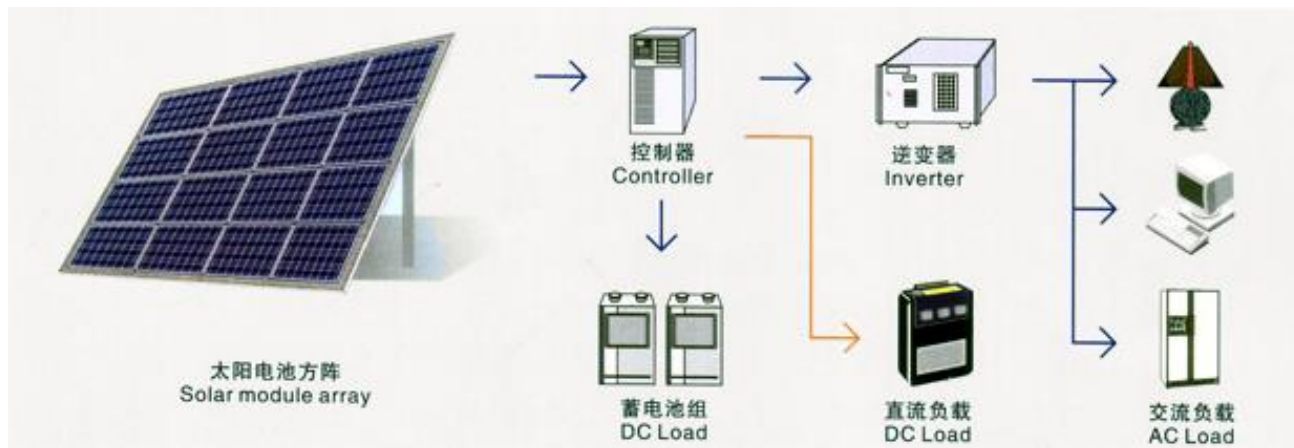 控制器
Controller
逆变器
Inverter
太阳电池方阵
Solar module array
蓄电池组
DC Load
直流负载
DC Load
交流负载
AC Load